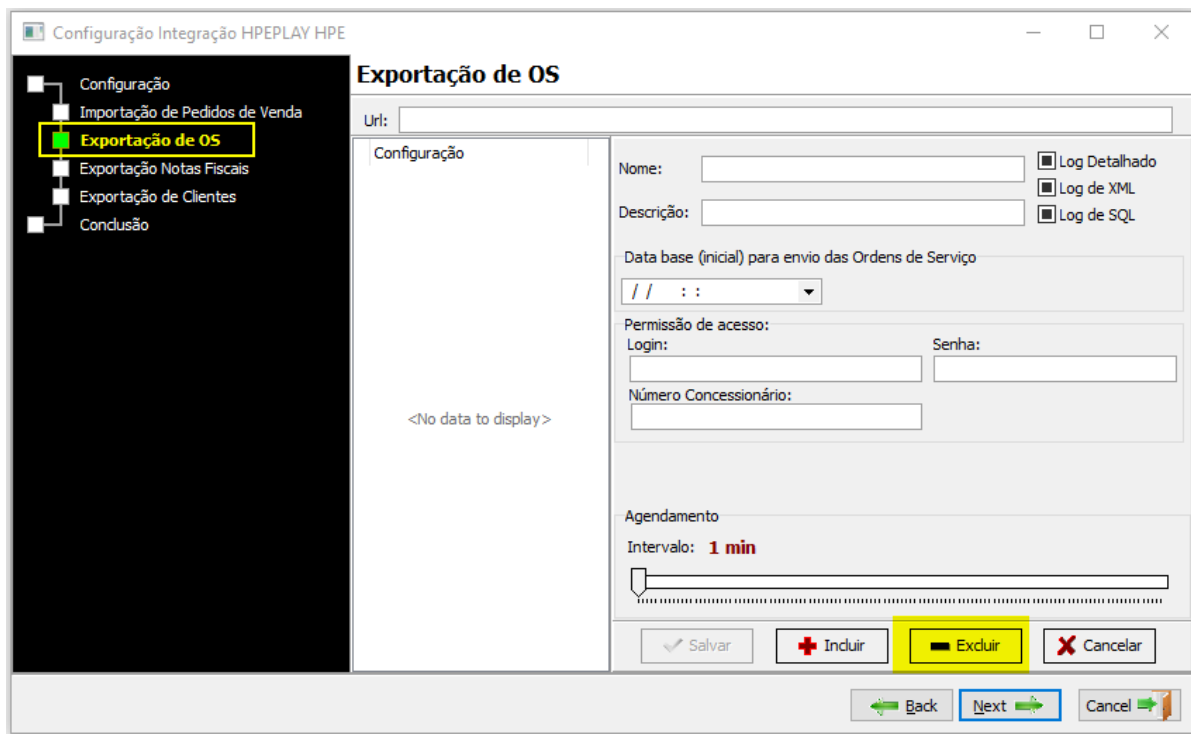 Configuração Integração HPEPLAY HPE
Configuração
Importação de Pedidos de Venda
Exportação de OS
Exportação Notas Fiscais
Exportação de Clientes
Conclusão
Exportação de OS
Url:
Configuração
<No data to display>
Nome:
Descrição:
Log Detalhado
Log de XML
Log de SQL
Data base (inicial) para envio das Ordens de Serviço
/ / : :
Permissão de acesso:
Login: Senha:
Número Concessionário:
Agendamento
Intervalo: 1 min
Salvar Incluir Excluir Cancelar
Back Next Cancel